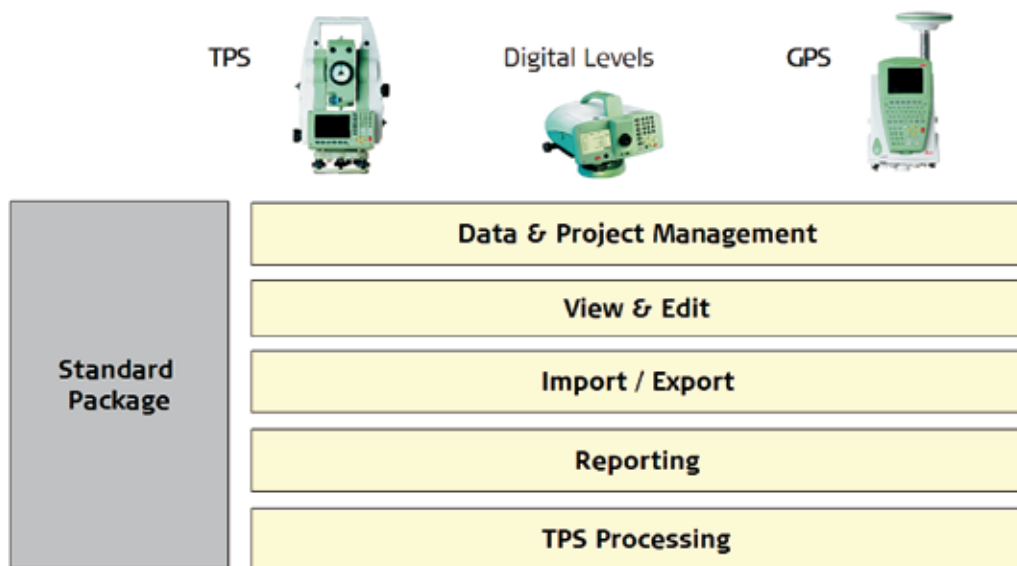 TPS
Digital Levels
GPS
Standard
Package
Data & Project Management
View & Edit
Import / Export
Reporting
TPS Processing